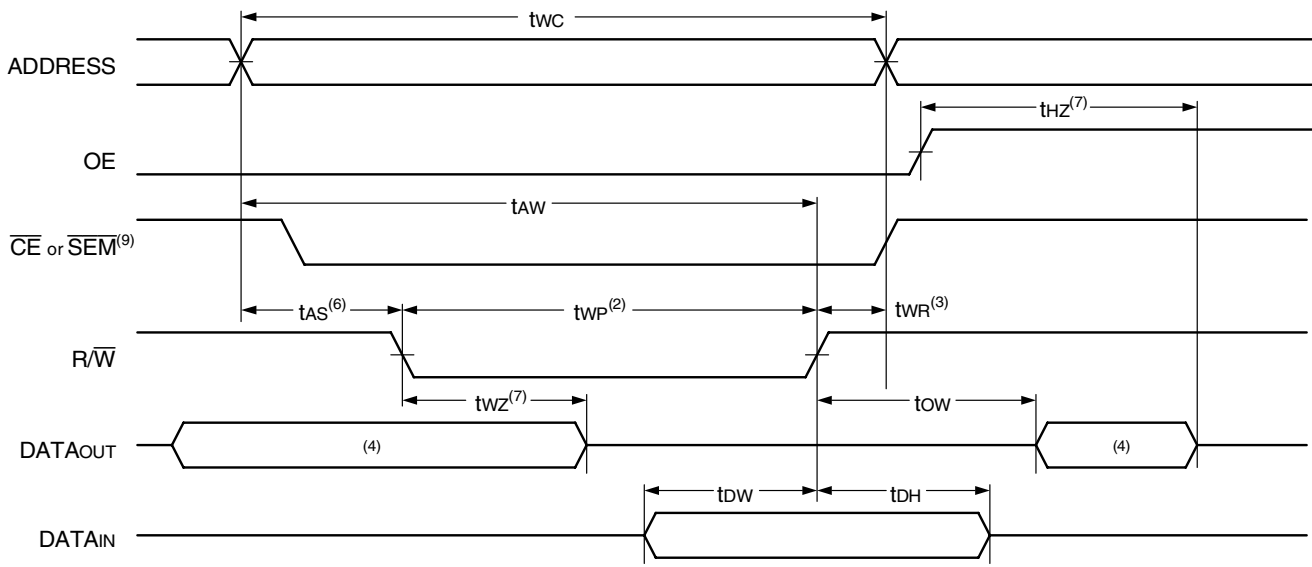 tWC
ADDRESS
tHZ(7)
OE
tAW
CE or SEM(9)
tAS(6) tWP(2) tWR(3)
R/W
tWZ(7) tOW
DATAOUT (4) (4)
tDW tDH
DATAIN